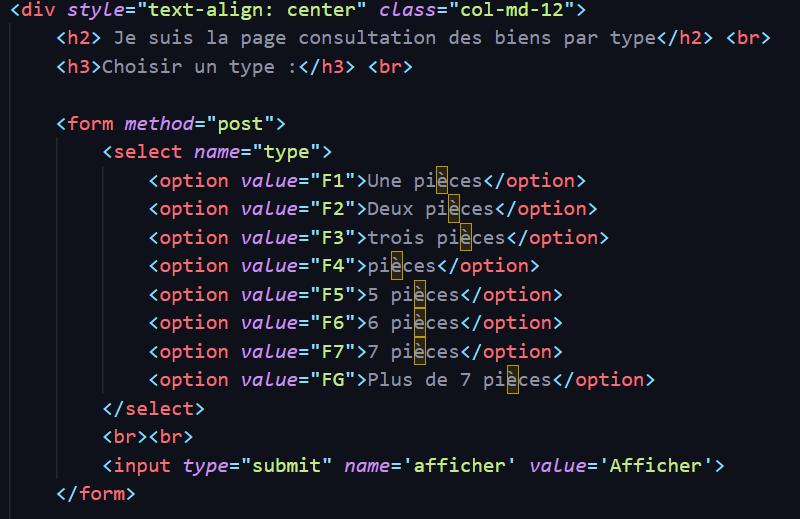 <div style="text-align: center" class="col-md-12">
<h2> Je suis la page consultation des biens par type</h2> <br>
<h3>Choisir un type :</h3> <br>
<form method="post">
<select name="type">
<option value="F1">Une pièces</option>
<option value="F2">Deux pièces</option>
<option value="F3">trois pièces</option>
<option value="F4">pièces</option>
<option value="F5">5 pièces</option>
<option value="F6">6 pièces</option>
<option value="F7">7 pièces</option>
<option value="FG">Plus de 7 pièces</option>
</select>
<br><br>
<input type="submit" name='afficher' value='Afficher'>
</form>